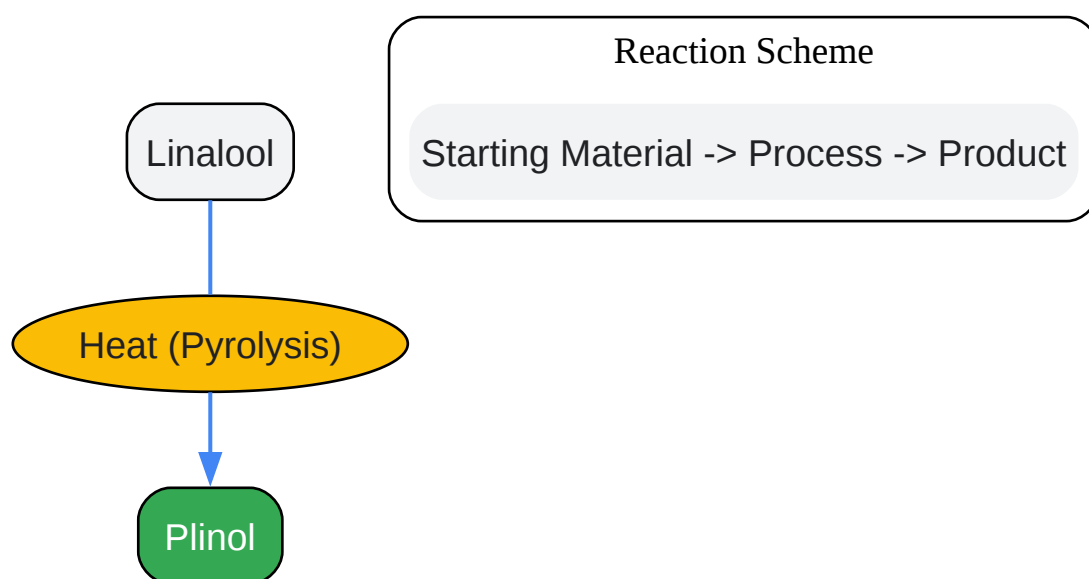 Reaction Scheme
Starting Material -> Process -> Product
Linalool
Heat (Pyrolysis)
Plinol